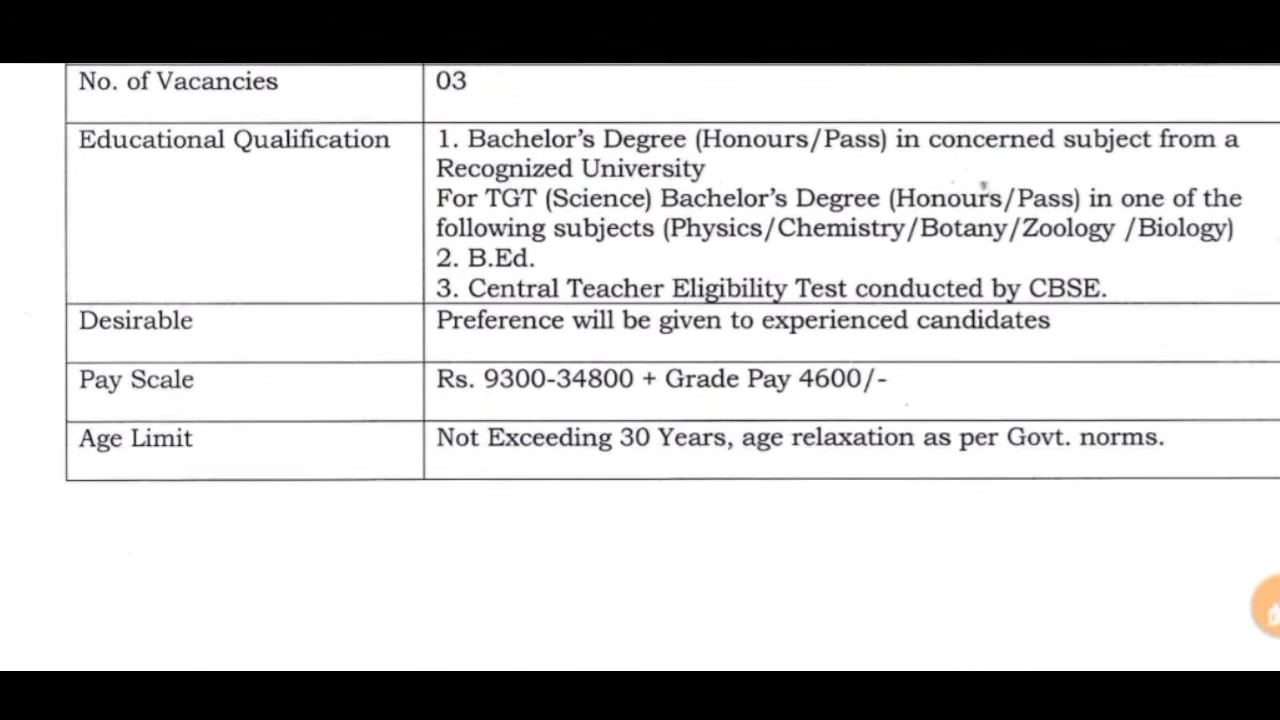 No. of Vacancies
03
Educational Qualification
1. Bachelor's Degree (Honours/Pass) in concerned subject from a
Recognized University
For TGT (Science) Bachelor's Degree (Honours/Pass) in one of the
following subjects (Physics/Chemistry/Botany/Zoology /Biology)
2. B.Ed.
3. Central Teacher Eligibility Test conducted by CBSE.
Desirable
Preference will be given to experienced candidates
Pay Scale
Rs. 9300-34800 + Grade Pay 4600/-
Age Limit
Not Exceeding 30 Years, age relaxation as per Govt. norms.